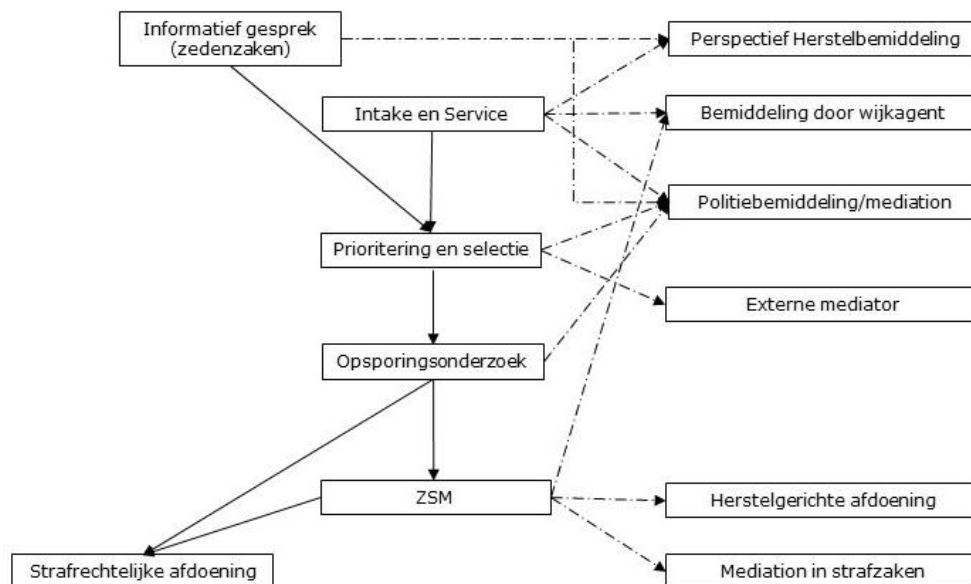 Informatief gesprek
(zedenzaken)
Perspectief Herstelbemiddeling
Intake en Service
Bemiddeling door wijkagent
Politiebemiddeling/mediation
Prioritering en selectie
Externe mediator
Opsporingsonderzoek
ZSM
Herstelgerichte afdoening
Strafrechtelijke afdoening
Mediation in strafzaken